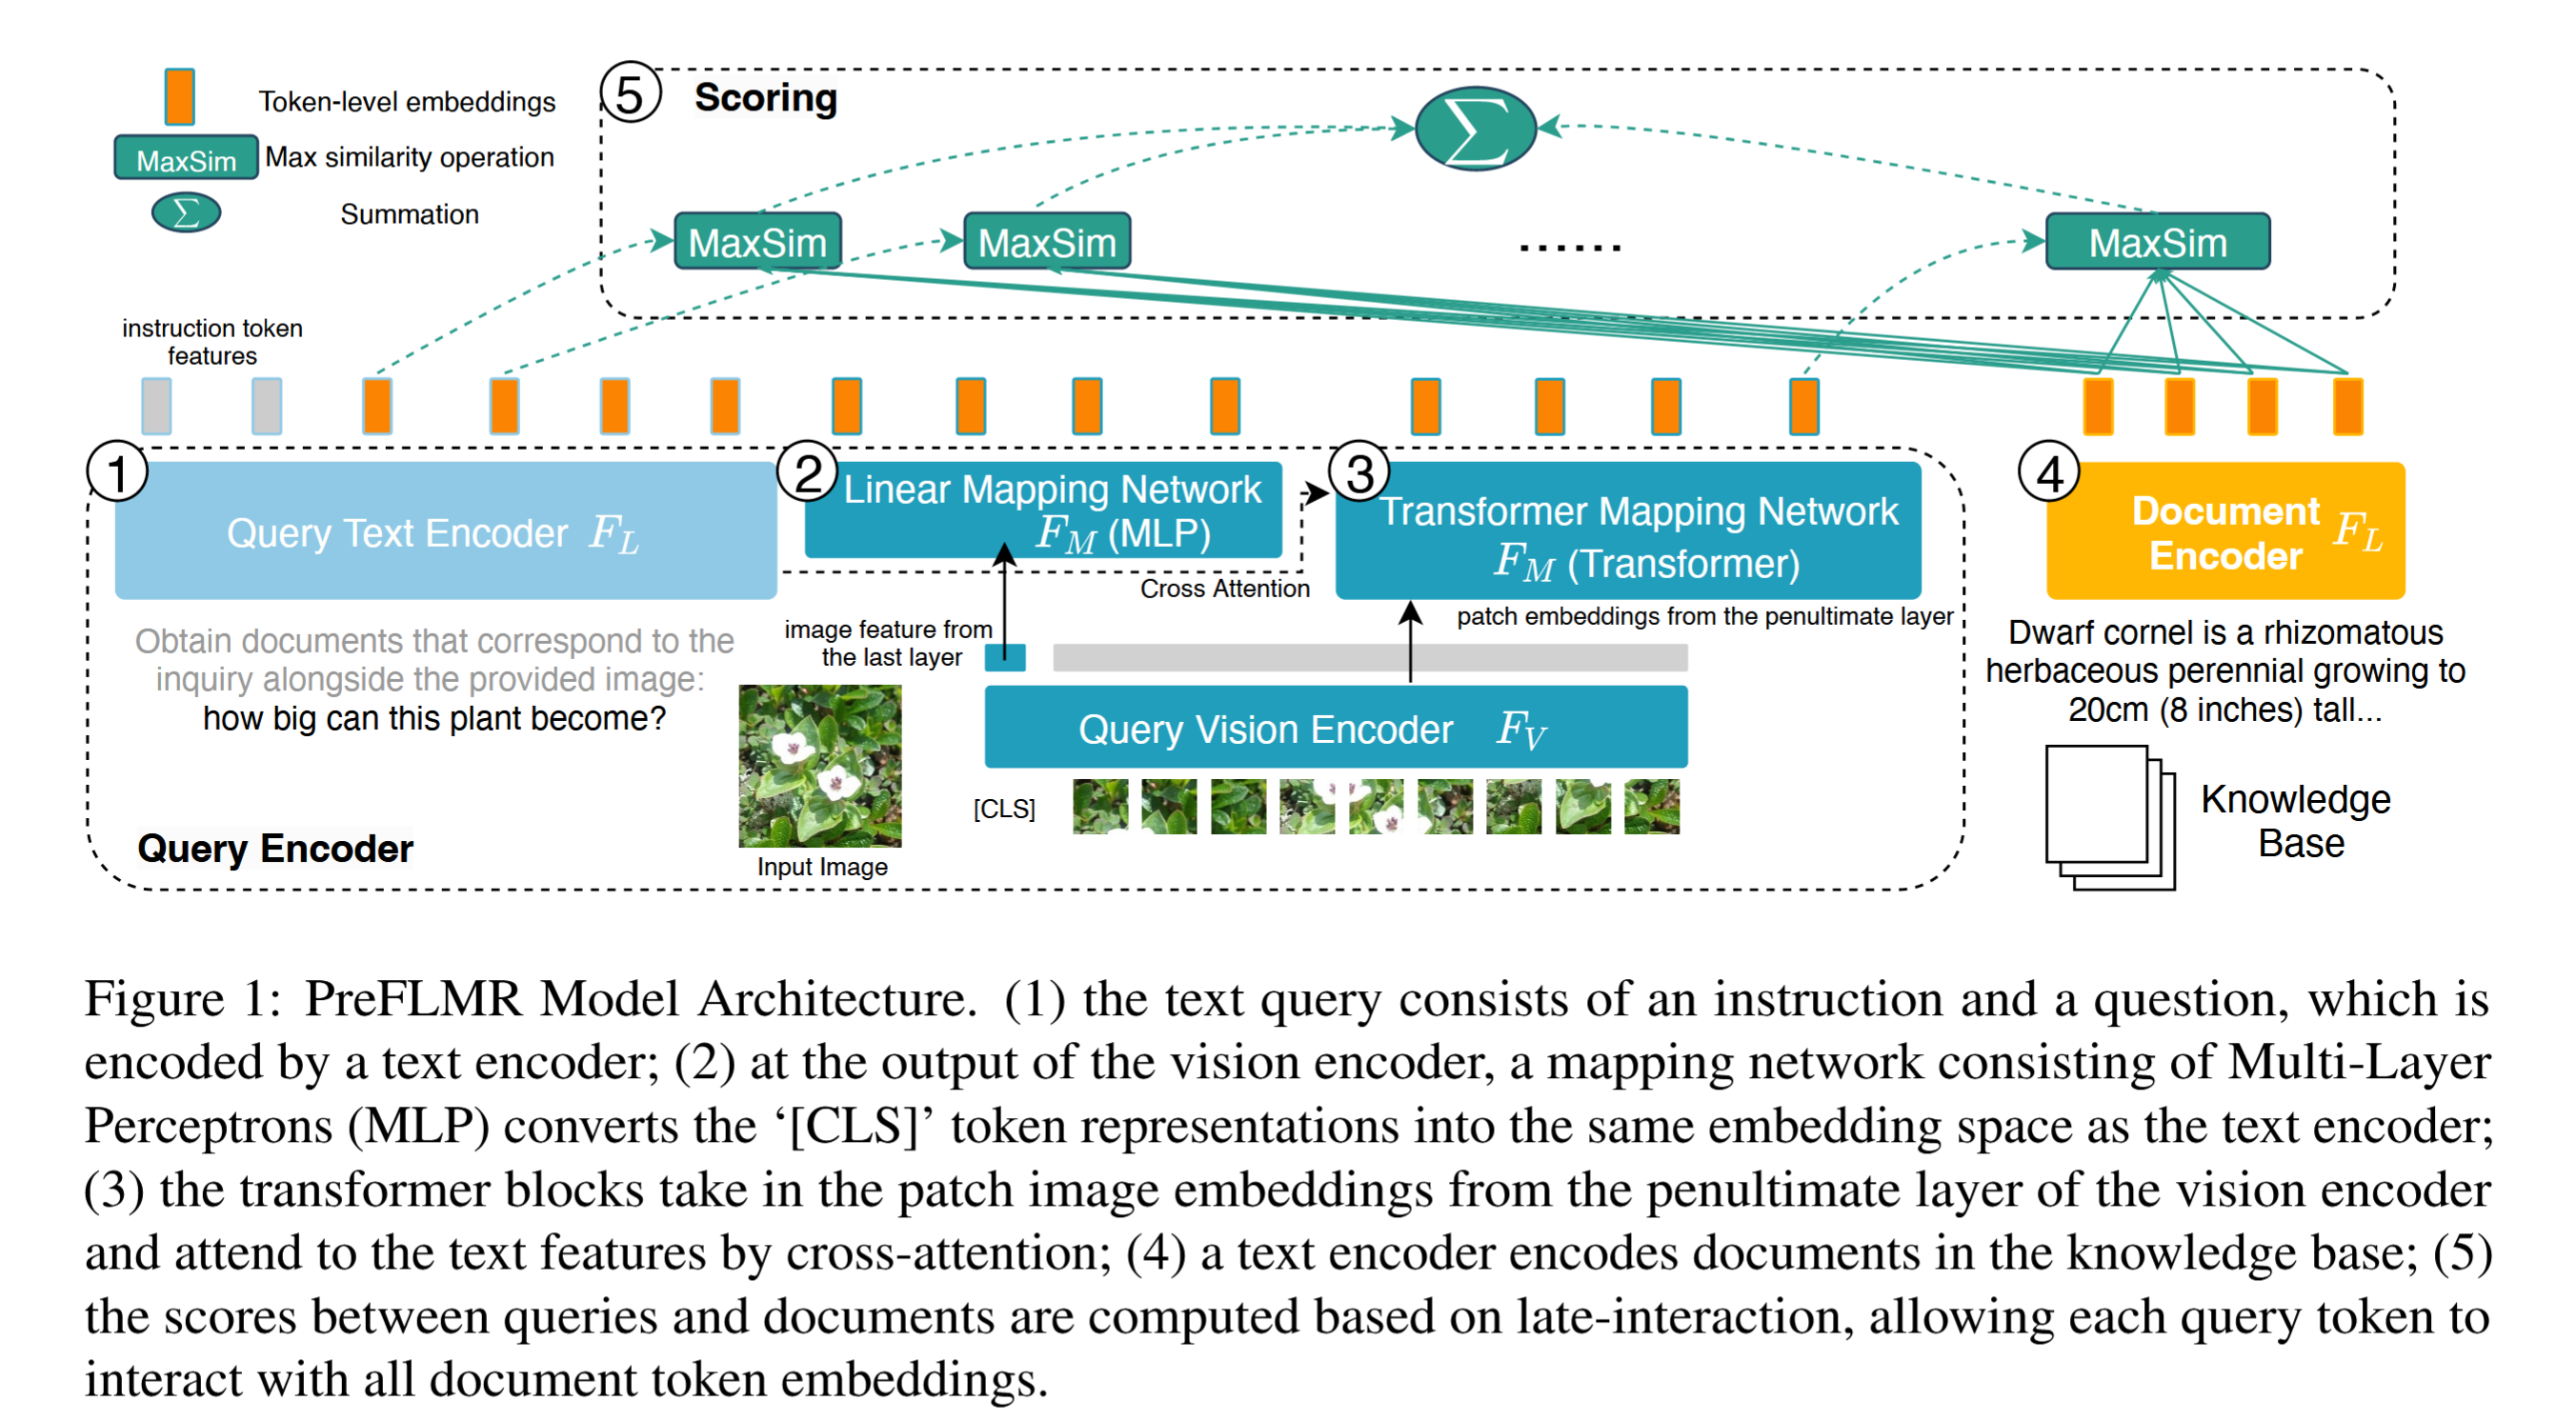 Token-level embeddings
MaxSim Max similarity operation
∑ Summation
5 Scoring
∑
MaxSim
MaxSim
......
MaxSim
instruction token
features
1
Query Text Encoder F_L
2
Linear Mapping Network
F_M (MLP)
3
Transformer Mapping Network
F_M (Transformer)
4
Document
Encoder F_L
Cross Attention
Obtain documents that correspond to the
inquiry alongside the provided image:
how big can this plant become?
image feature from
the last layer
patch embeddings from the penultimate layer
Query Vision Encoder F_V
[CLS]
Input Image
Query Encoder
Dwarf cornel is a rhizomatous
herbaceous perennial growing to
20cm (8 inches) tall...
Knowledge
Base
Figure 1: PreFLMR Model Architecture. (1) the text query consists of an instruction and a question, which is
encoded by a text encoder; (2) at the output of the vision encoder, a mapping network consisting of Multi-Layer
Perceptrons (MLP) converts the ‘[CLS]’ token representations into the same embedding space as the text encoder;
(3) the transformer blocks take in the patch image embeddings from the penultimate layer of the vision encoder
and attend to the text features by cross-attention; (4) a text encoder encodes documents in the knowledge base; (5)
the scores between queries and documents are computed based on late-interaction, allowing each query token to
interact with all document token embeddings.